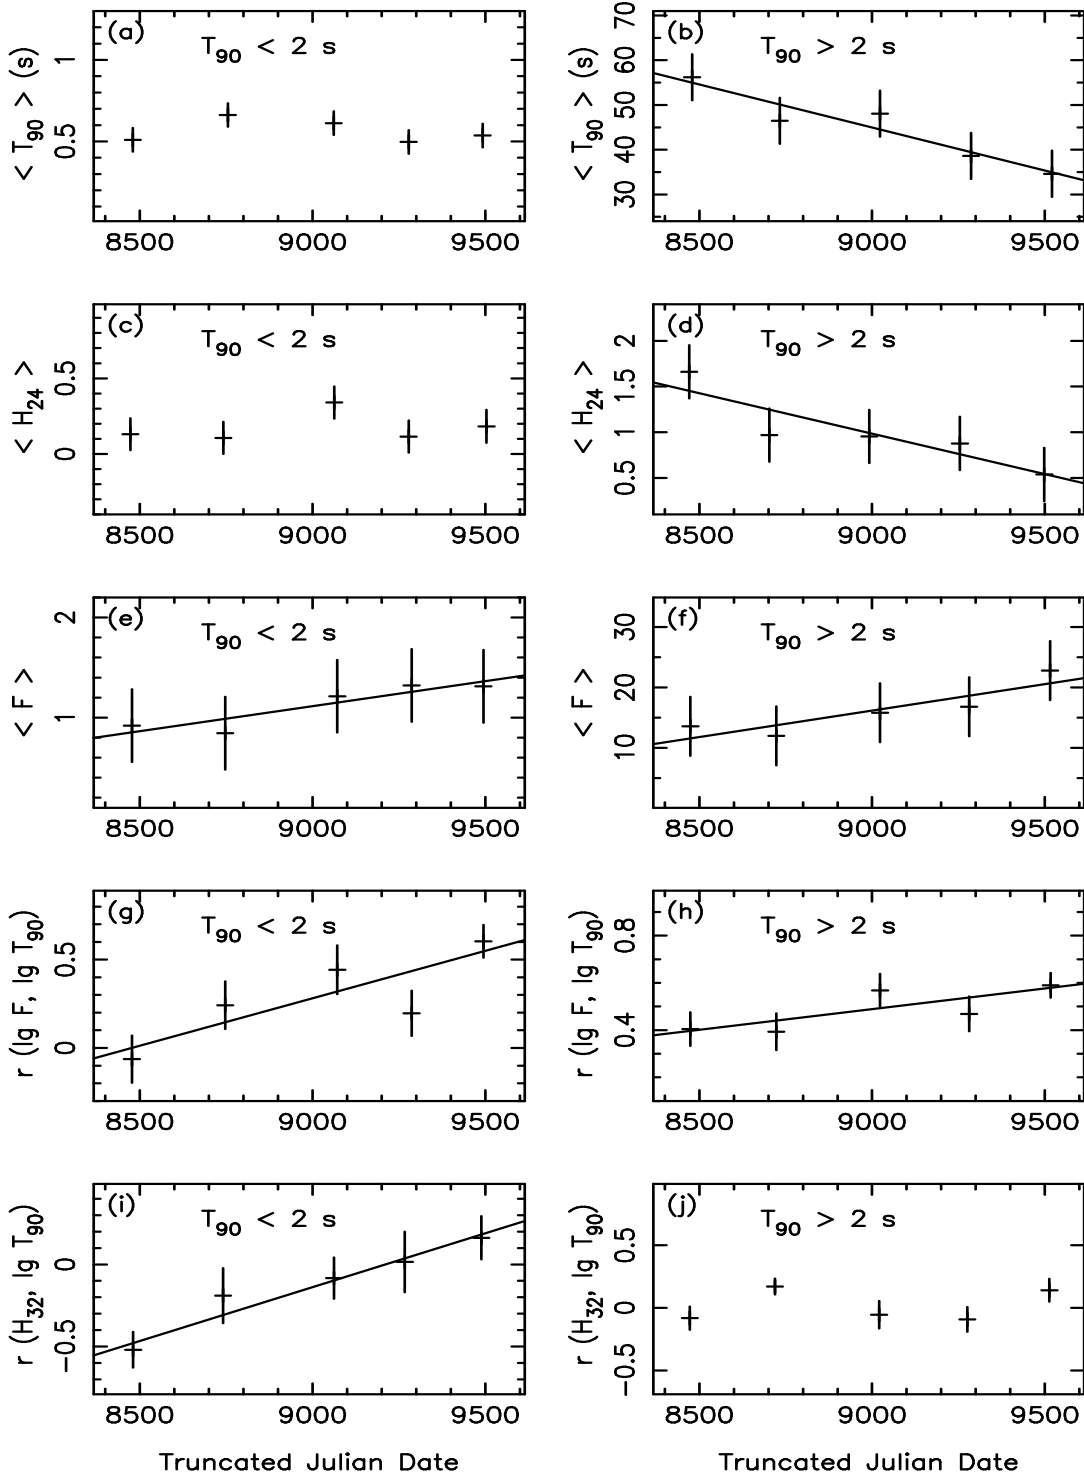 (a) T90 < 2 s
< T90 > (s)
1
0.5
8500 9000 9500
(b) T90 > 2 s
< T90 > (s)
70
60
50
40
30
8500 9000 9500
(c) T90 < 2 s
< H24 >
0.5
0
8500 9000 9500
(d) T90 > 2 s
< H24 >
2
1.5
1
0.5
8500 9000 9500
(e) T90 < 2 s
< F >
2
1
8500 9000 9500
(f) T90 > 2 s
< F >
30
20
10
8500 9000 9500
(g) T90 < 2 s
r (lg F, lg T90)
0.5
0
8500 9000 9500
(h) T90 > 2 s
r (lg F, lg T90)
0.8
0.4
8500 9000 9500
(i) T90 < 2 s
r (H32, lg T90)
0
−0.5
8500 9000 9500
Truncated Julian Date
(j) T90 > 2 s
r (H32, lg T90)
0.5
0
−0.5
8500 9000 9500
Truncated Julian Date